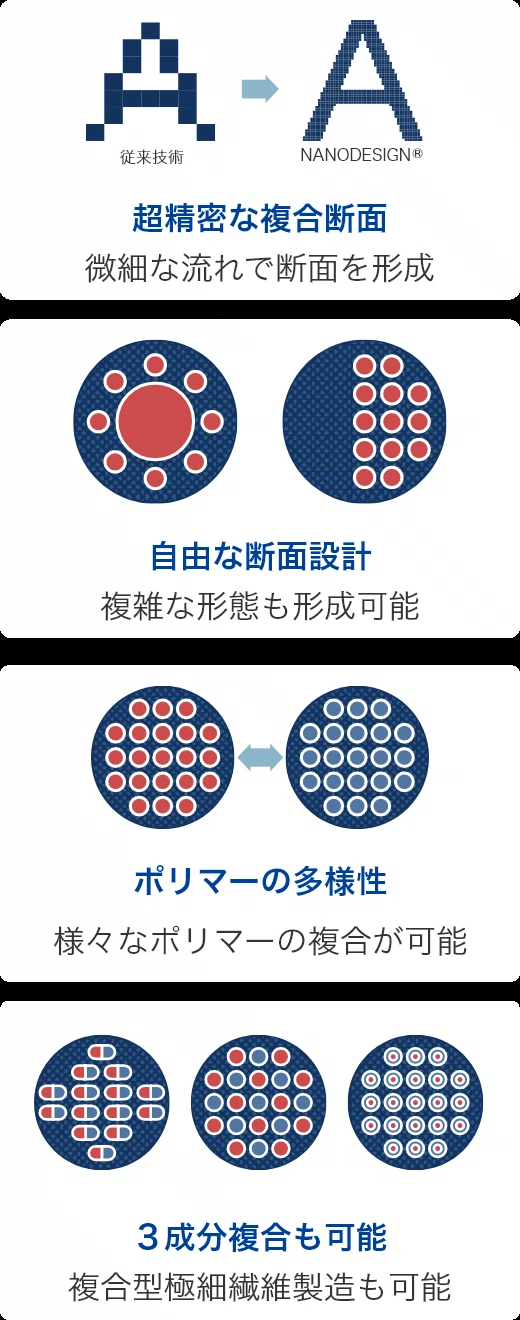 従来技術
NANODESIGN®
超精密な複合断面
微細な流れで断面を形成
自由な断面設計
複雑な形態も形成可能
ポリマーの多様性
様々なポリマーの複合が可能
3成分複合も可能
複合型極細繊維製造も可能